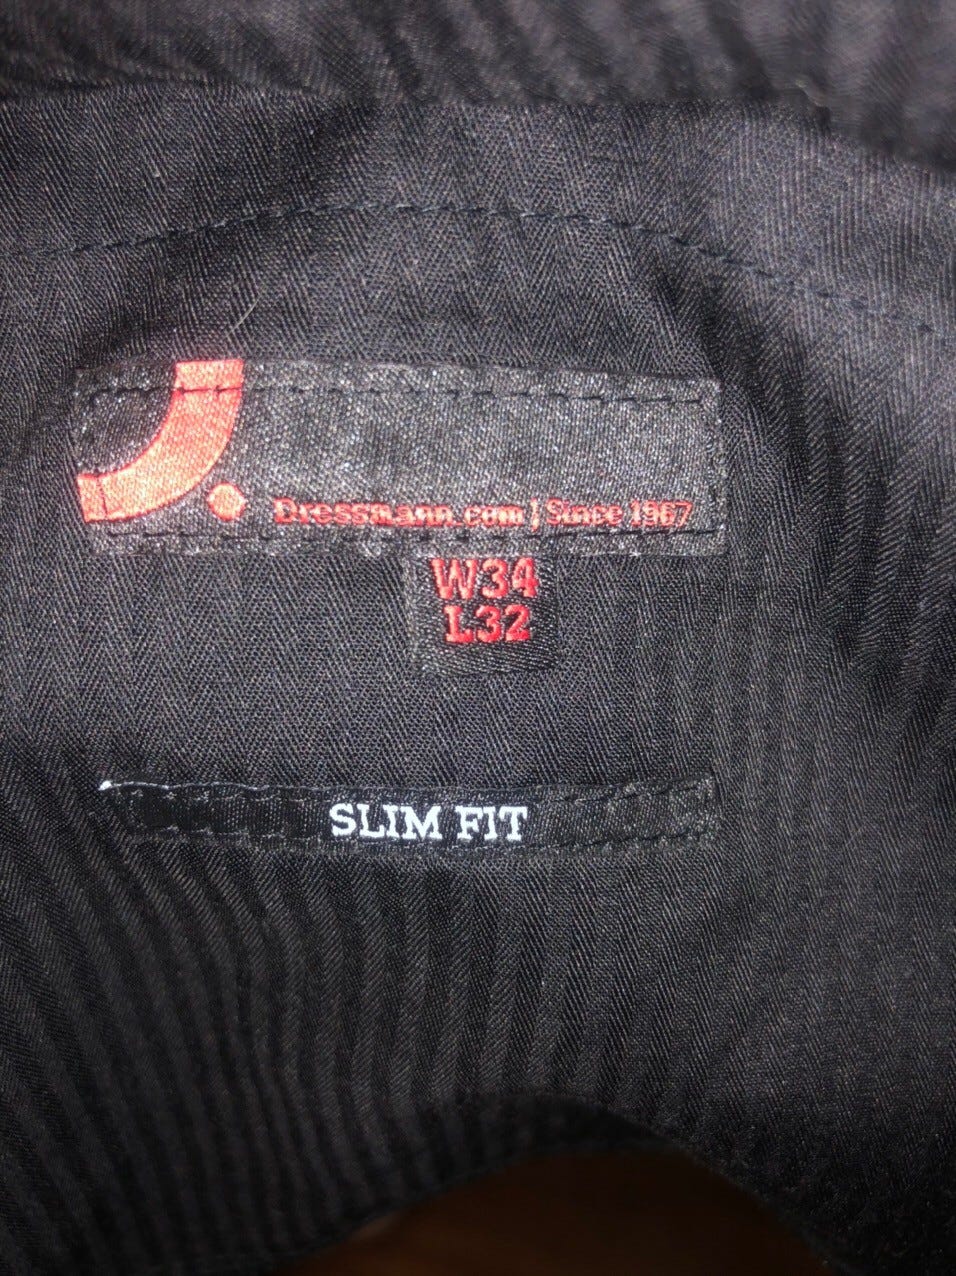 Dressmann.com | Since 1967
W34
L32
SLIM FIT